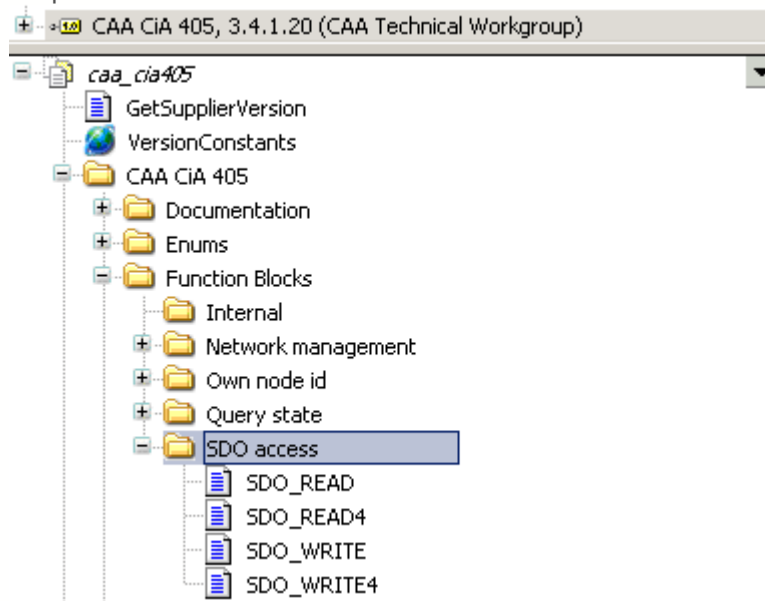 CAA CiA 405, 3.4.1.20 (CAA Technical Workgroup)
caa_cia405
GetSupplierVersion
VersionConstants
CAA CiA 405
Documentation
Enums
Function Blocks
Internal
Network management
Own node id
Query state
SDO access
SDO_READ
SDO_READ4
SDO_WRITE
SDO_WRITE4